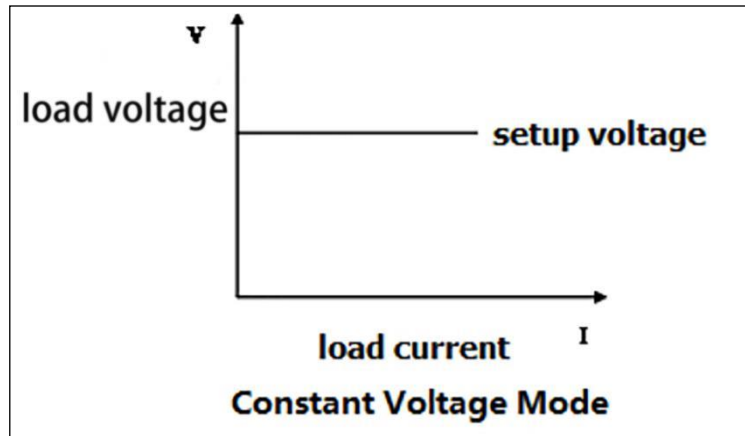 V
load voltage
setup voltage
I
load current
Constant Voltage Mode